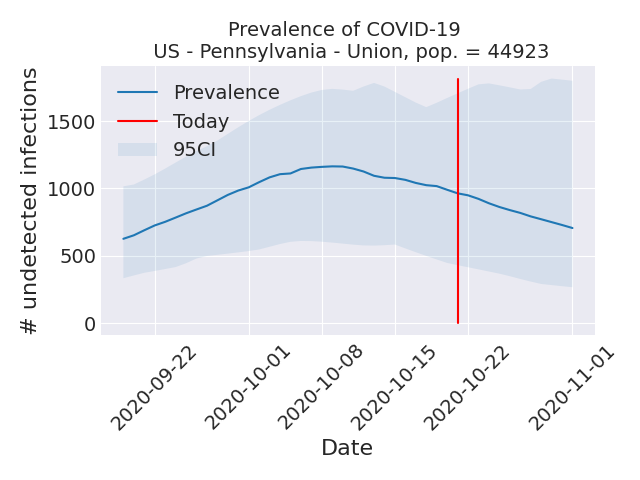 Prevalence of COVID-19
US - Pennsylvania - Union, pop. = 44923
# undetected infections
1500
1000
500
0
Prevalence
Today
95CI
2020-09-22
2020-10-01
2020-10-08
2020-10-15
2020-10-22
2020-11-01
Date